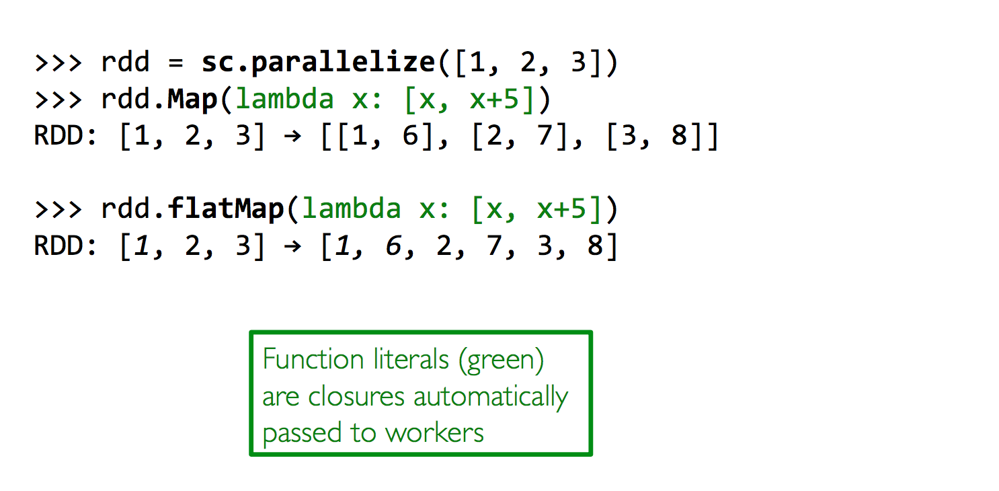 >>> rdd = sc.parallelize([1, 2, 3])
>>> rdd.Map(lambda x: [x, x+5])
RDD: [1, 2, 3] → [[1, 6], [2, 7], [3, 8]]
>>> rdd.flatMap(lambda x: [x, x+5])
RDD: [1, 2, 3] → [1, 6, 2, 7, 3, 8]
Function literals (green)
are closures automatically
passed to workers